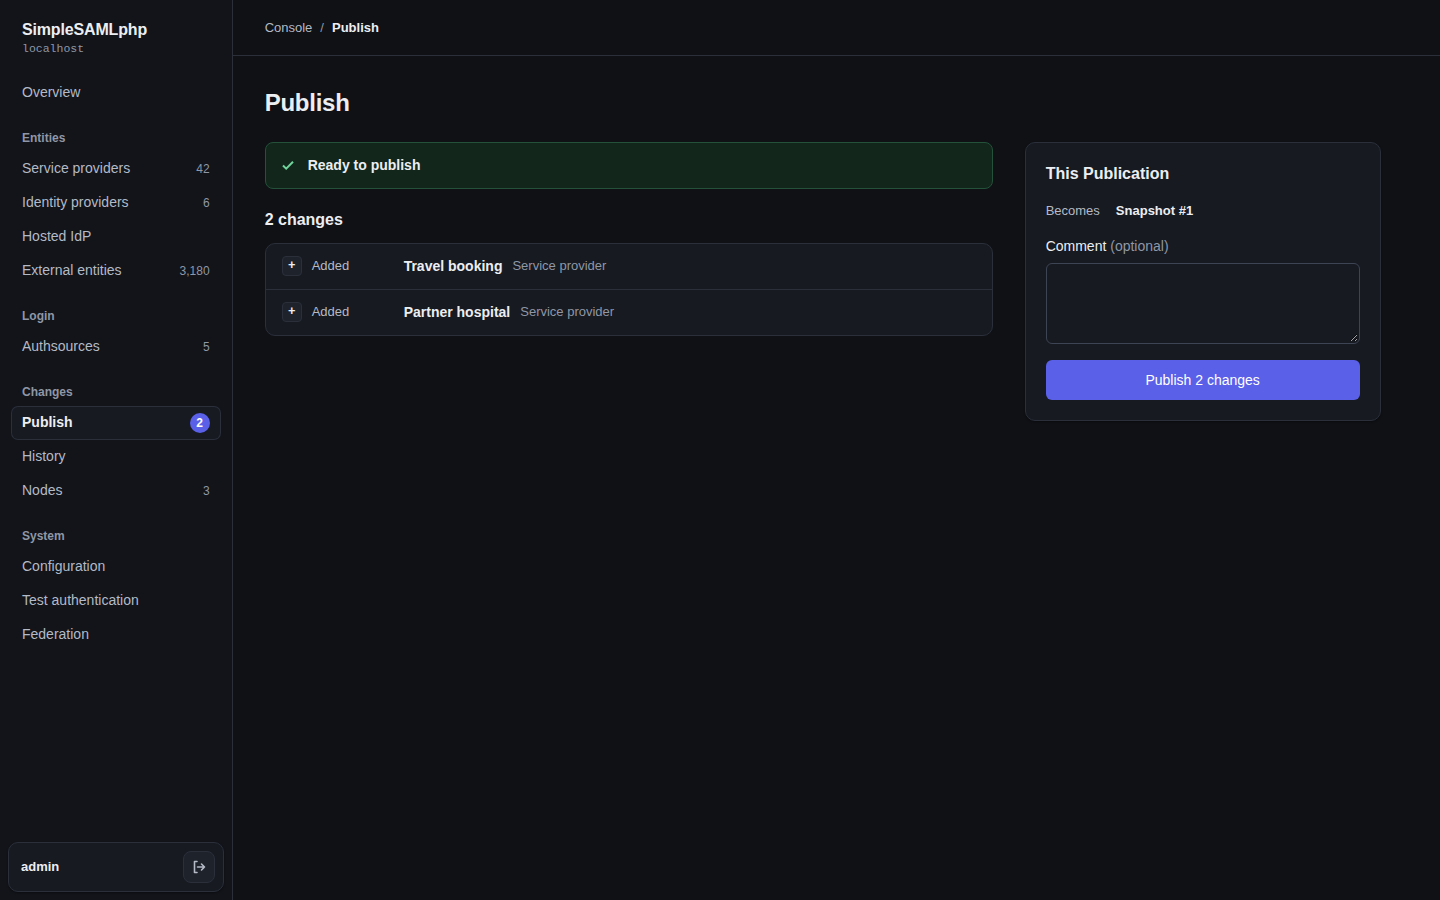 SimpleSAMLphp
localhost
Overview
Entities
Service providers 42
Identity providers 6
Hosted IdP
External entities 3,180
Login
Authsources 5
Changes
Publish 2
History
Nodes 3
System
Configuration
Test authentication
Federation
admin
Console / Publish
Publish
Ready to publish
2 changes
+ Added Travel booking Service provider
+ Added Partner hospital Service provider
This Publication
Becomes Snapshot #1
Comment (optional)
Publish 2 changes